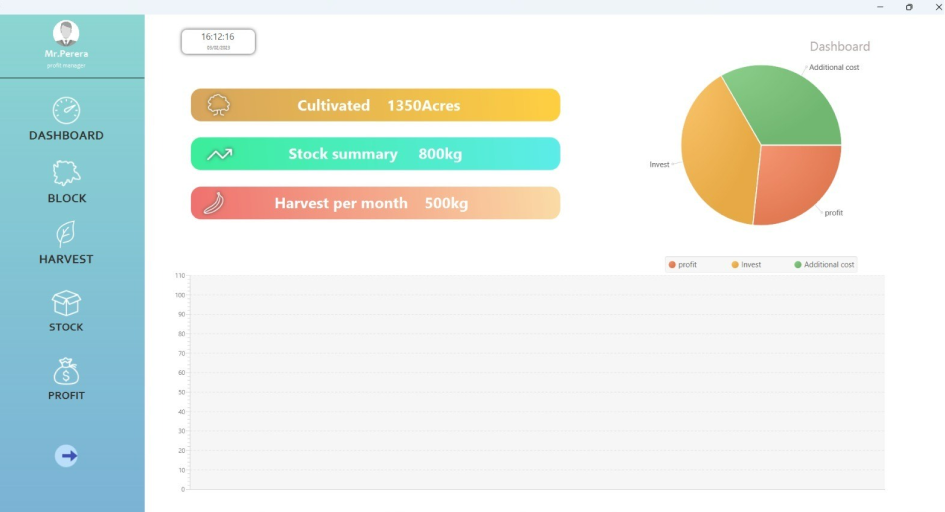 Mr.Perera
profit manager
DASHBOARD
BLOCK
HARVEST
STOCK
$
PROFIT
16:12:16
03/02/2023
Cultivated 1350Acres
Stock summary 800kg
Harvest per month 500kg
Dashboard
Additional cost
Invest
profit
profit Invest Additional cost
110
100
90
80
70
60
50
40
30
20
10
0